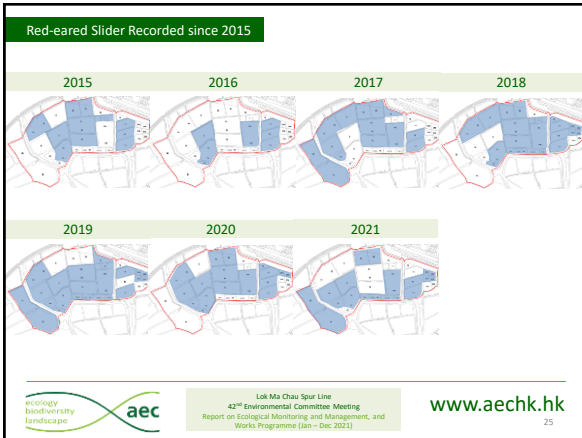 Red-eared Slider Recorded since 2015
2015
2016
2017
2018
2019
2020
2021
ecology
biodiversity
landscape
aec
Lok Ma Chau Spur Line
42nd Environmental Committee Meeting
Report on Ecological Monitoring and Management, and
Works Programme (Jan – Dec 2021)
www.aechk.hk
25